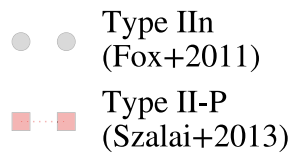 Type IIn
(Fox+2011)
Type II-P
(Szalai+2013)